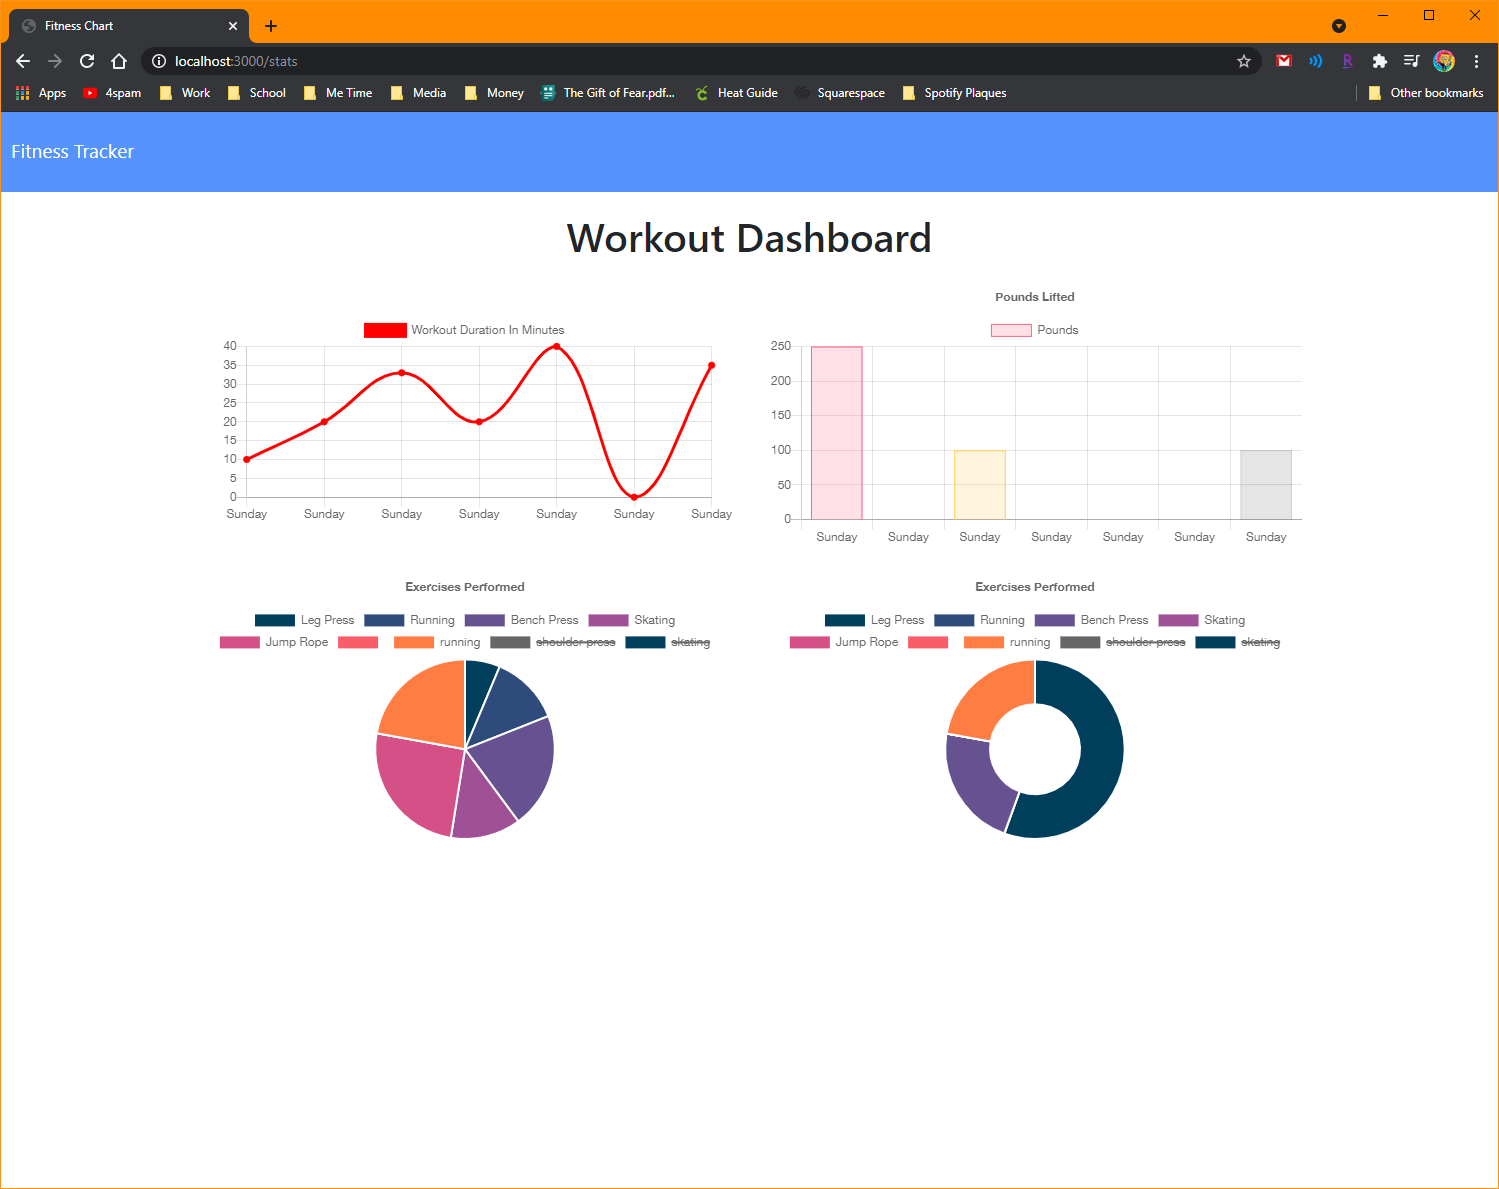 Fitness Chart
localhost:3000/stats
Apps 4spam Work School Me Time Media Money The Gift of Fear.pdf... Heat Guide Squarespace Spotify Plaques Other bookmarks
Fitness Tracker
Workout Dashboard
Workout Duration In Minutes
40
35
30
25
20
15
10
5
0
Sunday Sunday Sunday Sunday Sunday Sunday Sunday
Pounds Lifted
Pounds
250
200
150
100
50
0
Sunday Sunday Sunday Sunday Sunday Sunday Sunday
Exercises Performed
Leg Press Running Bench Press Skating
Jump Rope running shoulder press skating
Exercises Performed
Leg Press Running Bench Press Skating
Jump Rope running shoulder press skating